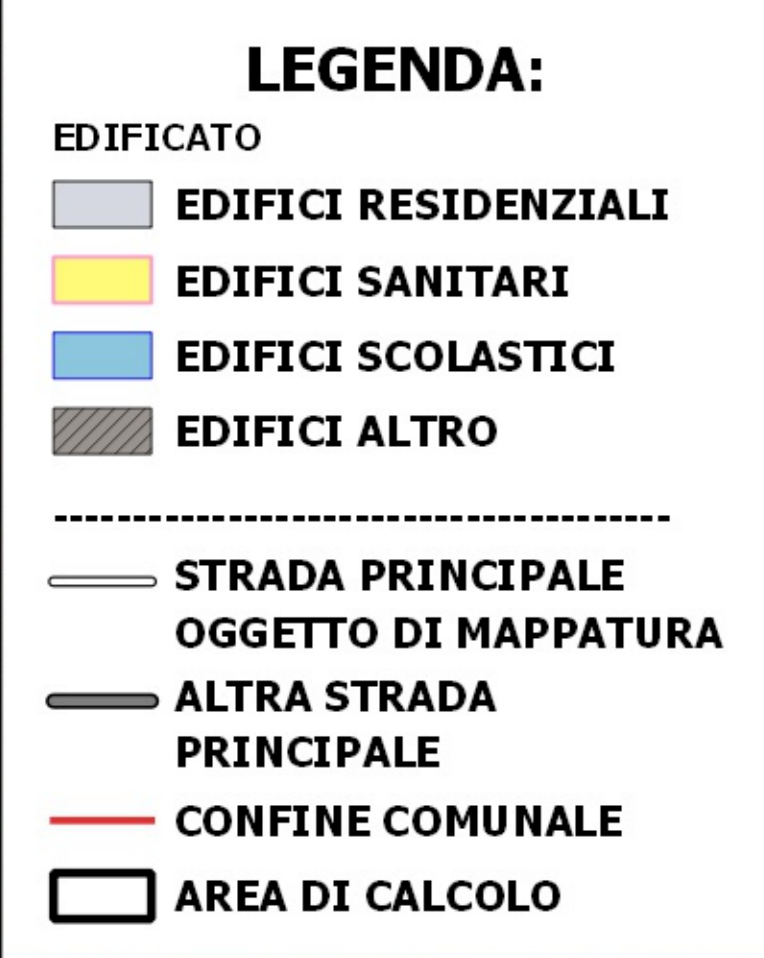 LEGENDA:
EDIFICATO
EDIFICI RESIDENZIALI
EDIFICI SANITARI
EDIFICI SCOLASTICI
EDIFICI ALTRO
---------------------------------------
STRADA PRINCIPALE
OGGETTO DI MAPPATURA
ALTRA STRADA
PRINCIPALE
CONFINE COMUNALE
AREA DI CALCOLO